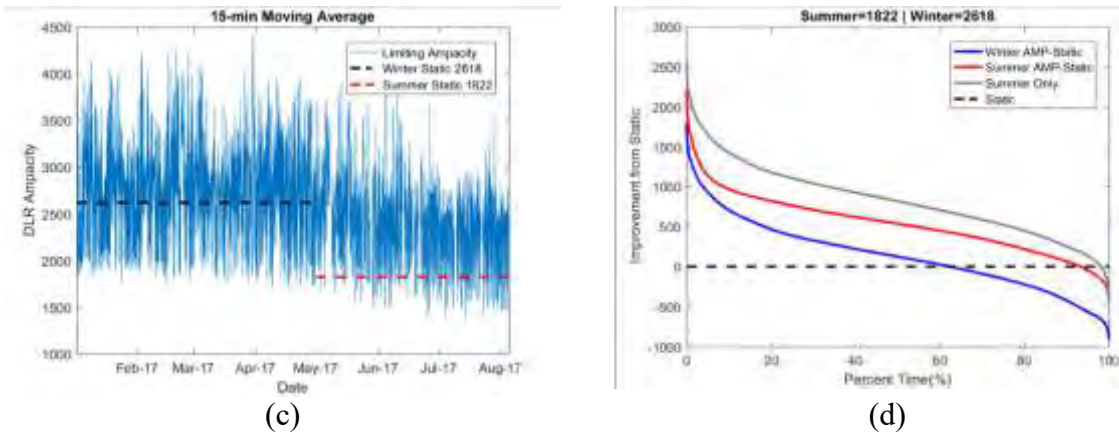 15-min Moving Average
Limiting Ampacity
Winter Static 2618
Summer Static 1822
4500
4000
3500
3000
2500
2000
1500
1000
DLR Ampacity
Feb-17 Mar-17 Apr-17 May-17 Jun-17 Jul-17 Aug-17
Date
(c)
Summer=1822 | Winter=2618
Winter AMP-Static
Summer AMP-Static
Summer Only
Static
3000
2500
2000
1500
1000
500
0
-500
-1000
Improvement from Static
0 20 40 60 80 100
Percent Time(%)
(d)